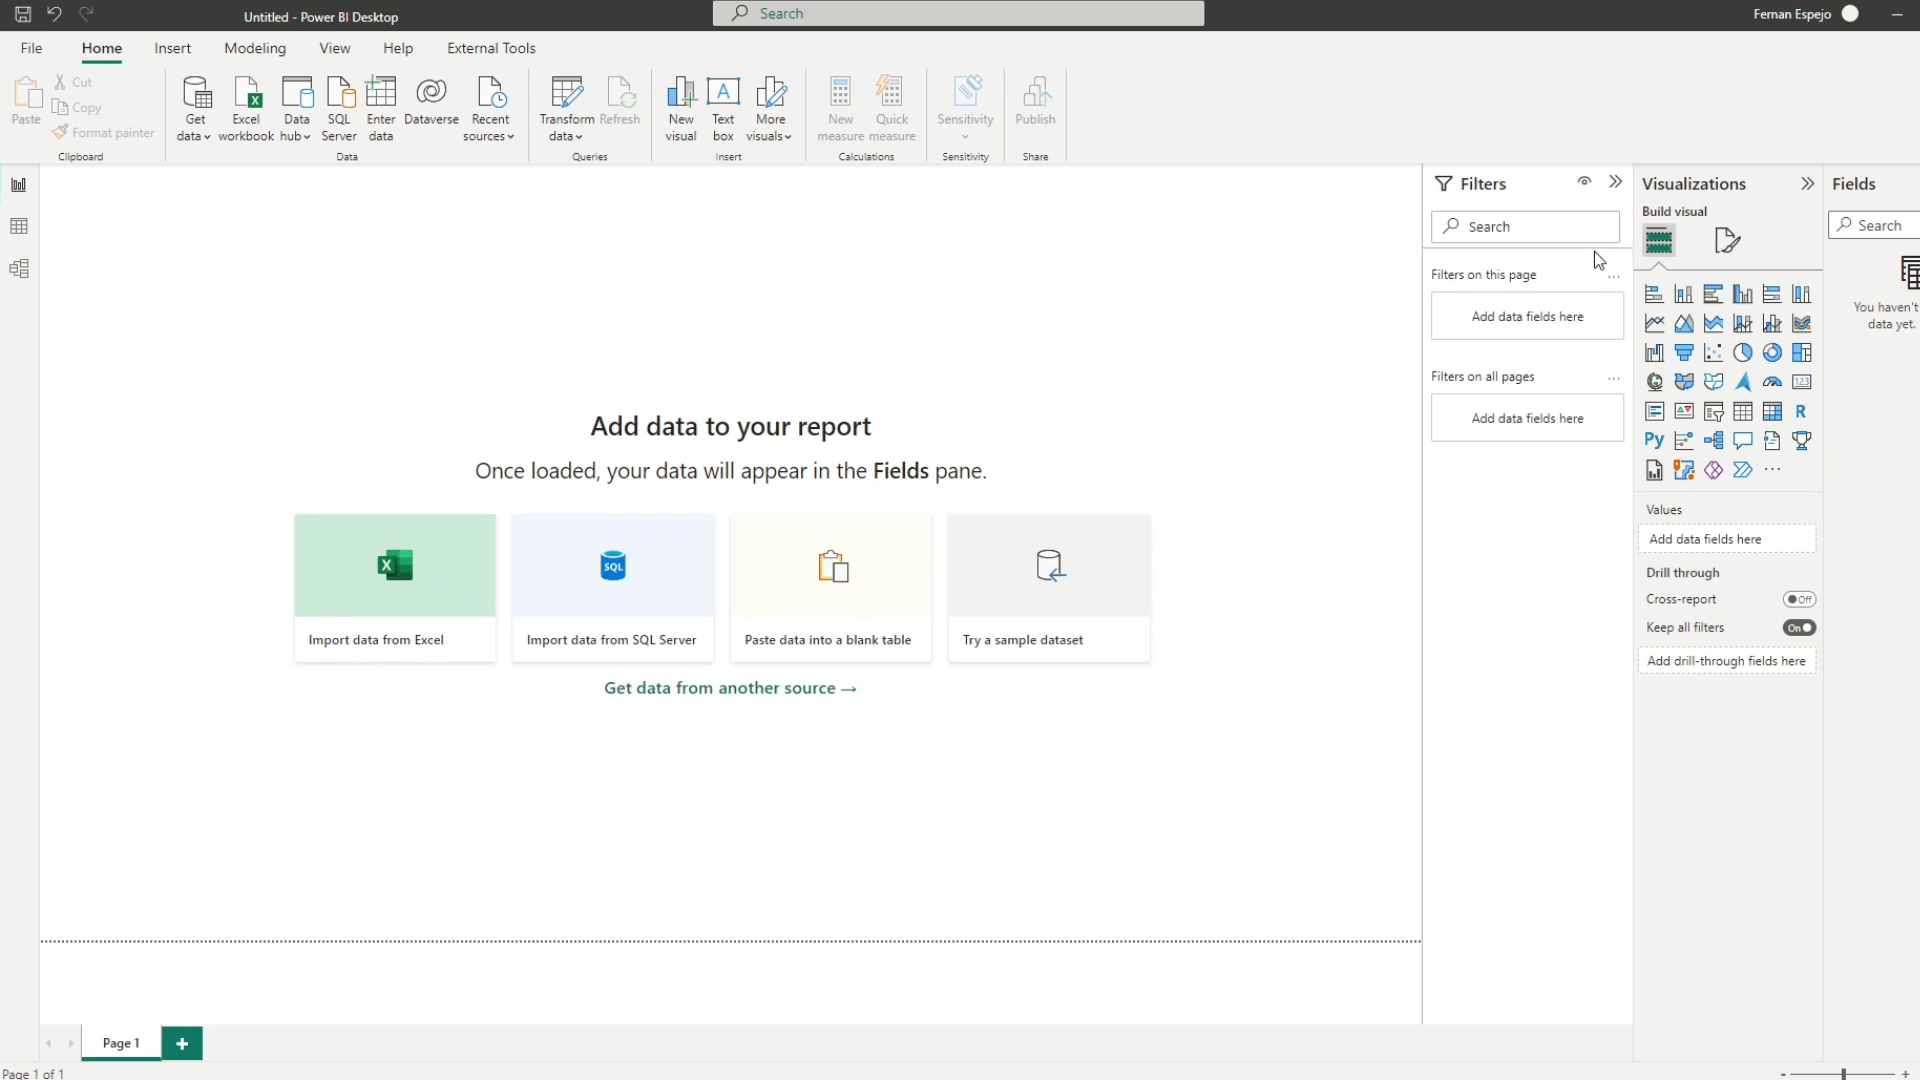 Untitled - Power BI Desktop
Search
Fernan Espejo
File Home Insert Modeling View Help External Tools
Paste
Cut
Copy
Format painter
Clipboard
Get data
Excel workbook
Data hub
SQL Server
Enter data
Dataverse
Recent sources
Data
Transform data
Refresh
Queries
New visual
Text box
More visuals
Insert
New measure
Quick measure
Calculations
Sensitivity
Sensitivity
Publish
Share
Filters
Search
Filters on this page
...
Add data fields here
Filters on all pages
...
Add data fields here
Visualizations
Build visual
123
R
Py
...
Values
Add data fields here
Drill through
Cross-report
Off
Keep all filters
On
Add drill-through fields here
Fields
Search
You haven't
data yet.
Add data to your report
Once loaded, your data will appear in the Fields pane.
X
SQL
Import data from Excel
Import data from SQL Server
Paste data into a blank table
Try a sample dataset
Get data from another source →
Page 1
+
Page 1 of 1
- +